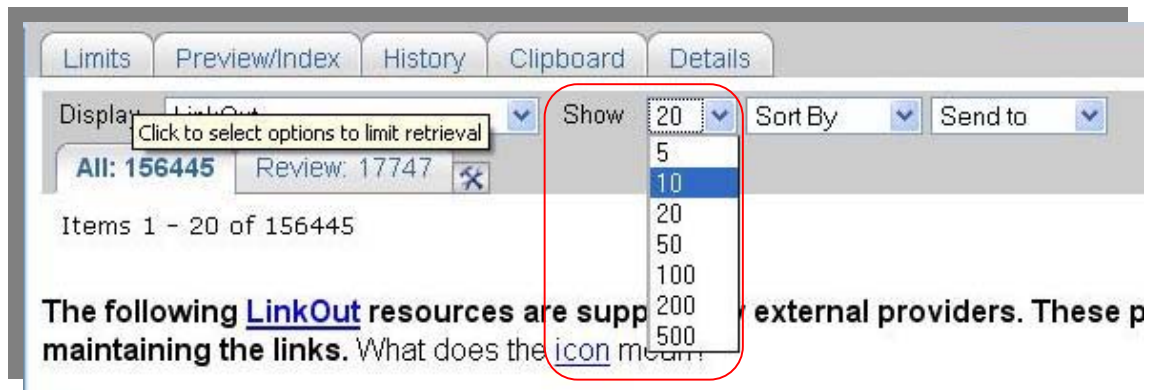 Limits Preview/Index History Clipboard Details
Display LinkOut Show 20 Sort By Send to
Click to select options to limit retrieval
All: 156445 Review: 17747
5
10
20
50
100
200
500
Items 1 - 20 of 156445
The following LinkOut resources are supp external providers. These p
maintaining the links. What does the icon mean?